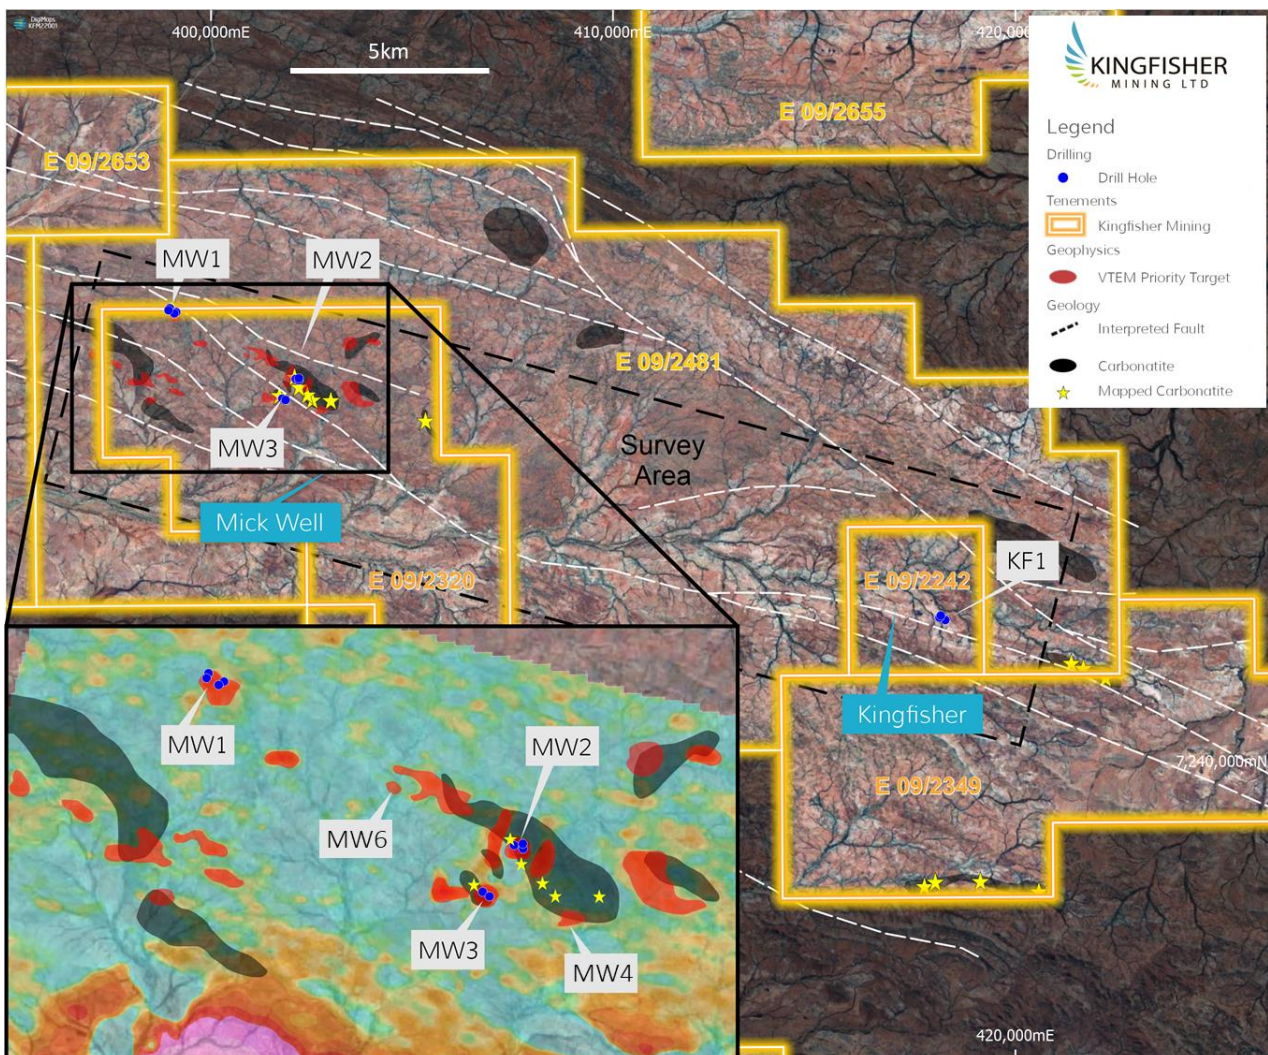 DigiMaps
KFM22001
400,000mE
410,000mE
420,000
5km
KINGFISHER
MINING LTD
Legend
Drilling
Drill Hole
Tenements
Kingfisher Mining
Geophysics
VTEM Priority Target
Geology
Interpreted Fault
Carbonatite
Mapped Carbonatite
E 09/2655
E 09/2653
MW1
MW2
E 09/2481
MW3
Survey
Area
Mick Well
KF1
E 09/2320
E 09/2242
Kingfisher
MW1
MW2
7,240,000mN
E 09/2349
MW6
MW3
MW4
420,000mE